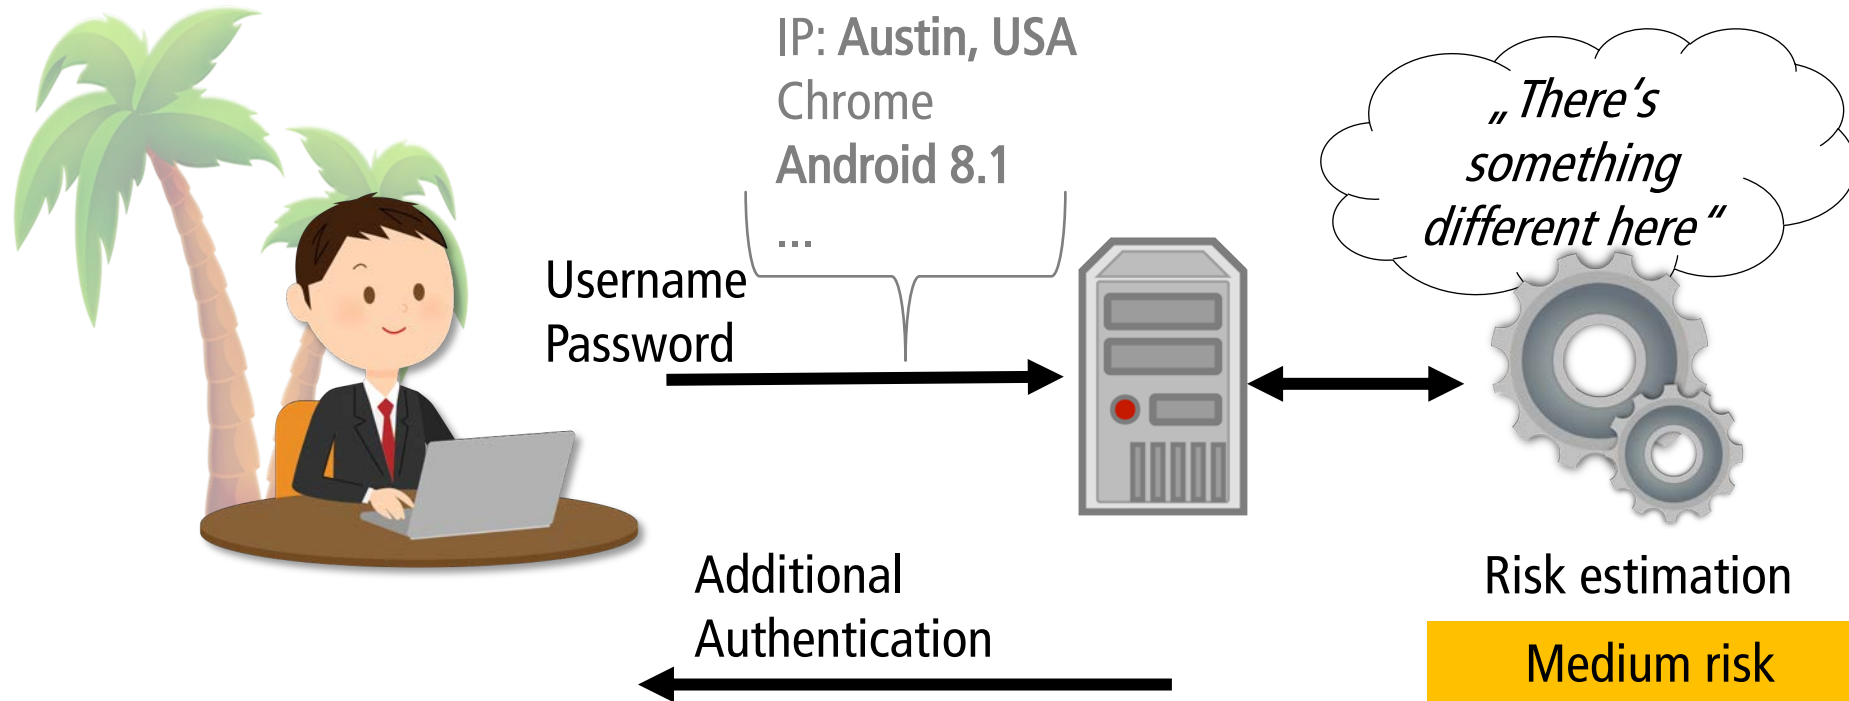 IP: Austin, USA
Chrome
Android 8.1
...
Username
Password
„There‘s
something
different here“
Additional
Authentication
Risk estimation
Medium risk